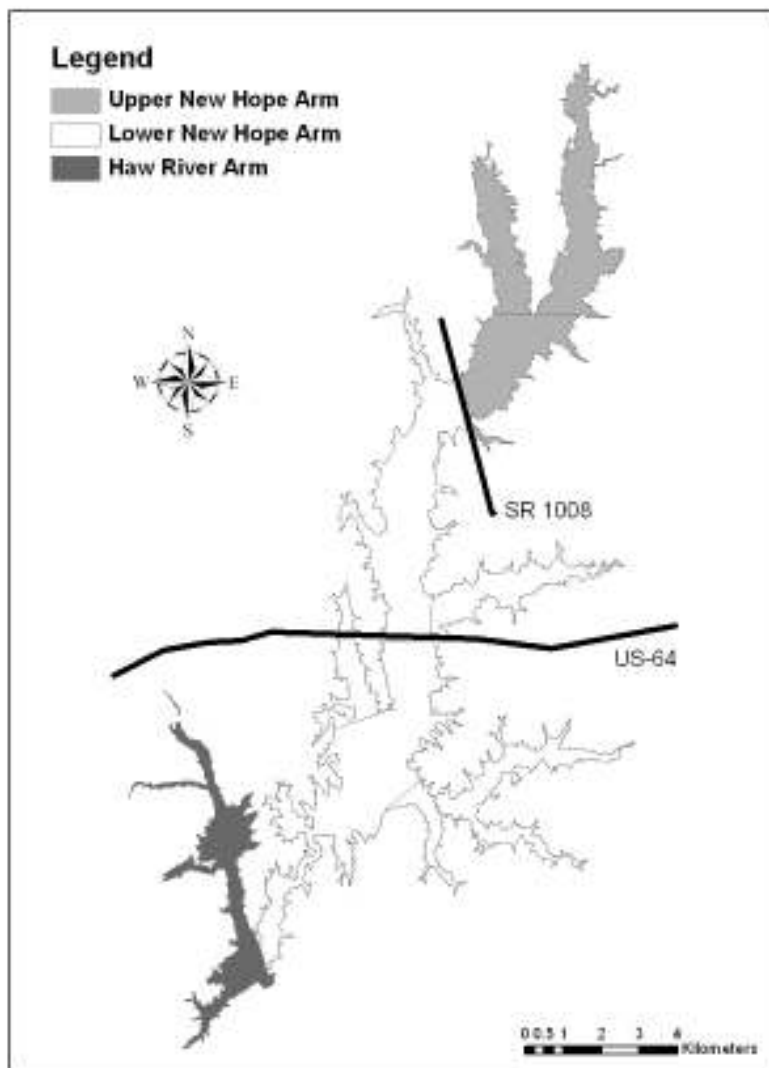 Legend
Upper New Hope Arm
Lower New Hope Arm
Haw River Arm
N
W E
S
SR 1008
US-64
0 0.5 1 2 3 4
Kilometers